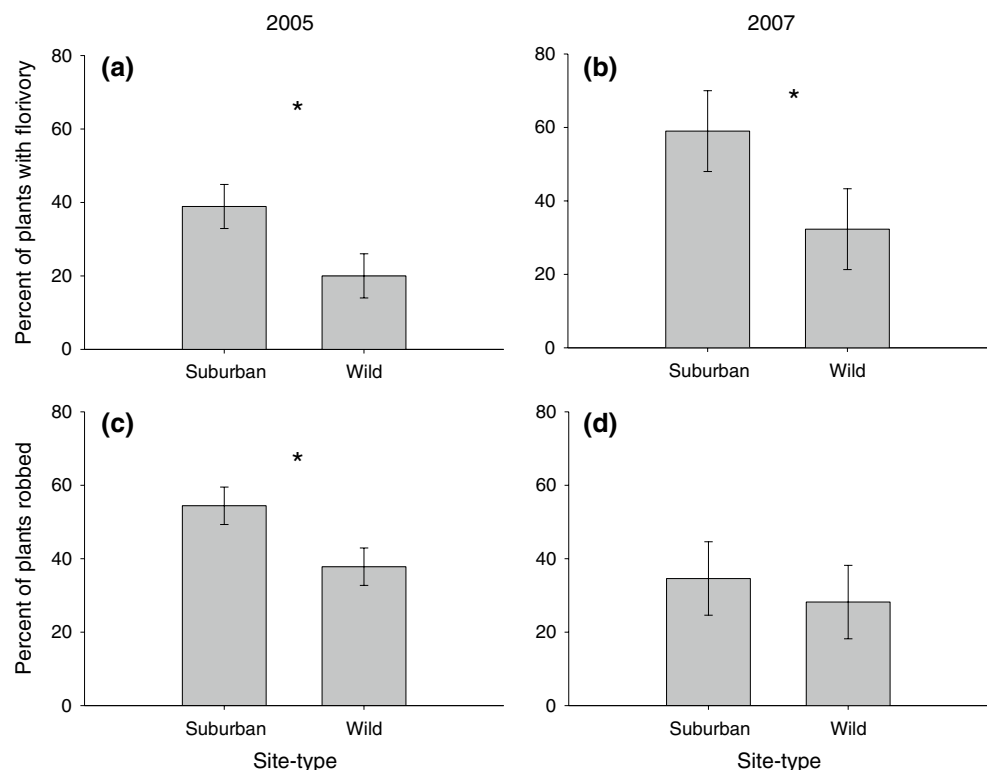 2005
2007
(a)
(b)
Percent of plants with florivory
80
60
40
20
0
*
Suburban
Wild
80
60
40
20
0
*
Suburban
Wild
(c)
(d)
Percent of plants robbed
80
60
40
20
0
*
Suburban
Wild
Site-type
80
60
40
20
0
Suburban
Wild
Site-type